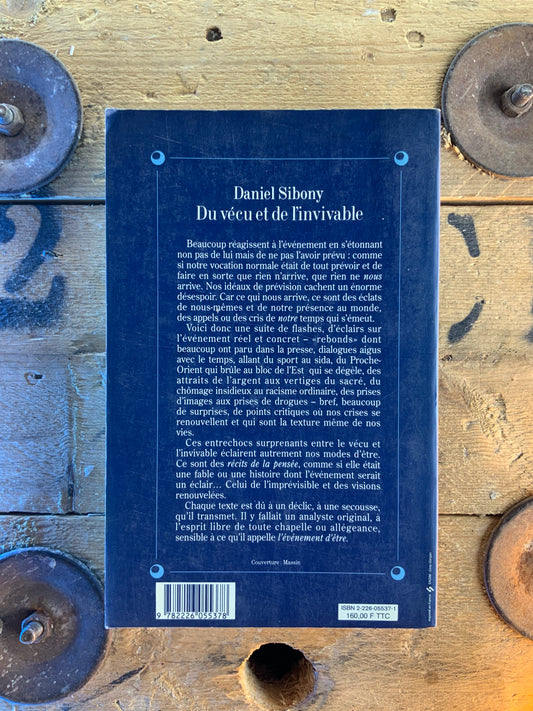 Daniel Sibony
Du vécu et de l'invivable
Beaucoup réagissent à l'événement en s'étonnant
non pas de lui mais de ne pas l'avoir prévu : comme
si notre vocation normale était de tout prévoir et de
faire en sorte que rien n'arrive, que rien ne nous
arrive. Nos idéaux de prévision cachent un énorme
désespoir. Car ce qui nous arrive, ce sont des éclats
de nous-mêmes et de notre présence au monde,
des appels ou des cris de notre temps qui s'émeut.
Voici donc une suite de flashes, d'éclairs sur
l'événement réel et concret – «rebonds» dont
beaucoup ont paru dans la presse, dialogues aigus
avec le temps, allant du sport au sida, du Proche-
Orient qui brûle au bloc de l'Est qui se dégèle, des
attraits de l'argent aux vertiges du sacré, du
chômage insidieux au racisme ordinaire, des prises
d'images aux prises de drogues – bref, beaucoup
de surprises, de points critiques où nos crises se
renouvellent et qui sont la texture même de nos
vies.
Ces entrechocs surprenants entre le vécu et
l'invivable éclairent autrement nos modes d'être.
Ce sont des récits de la pensée, comme si elle était
une fable ou une histoire dont l'événement serait
un éclair... Celui de l'imprévisible et des visions
renouvelées.
Chaque texte est dû à un déclic, à une secousse,
qu'il transmet. Il y fallait un analyste original, à
l'esprit libre de toute chapelle ou allégeance,
sensible à ce qu'il appelle l'événement d'être.
Couverture : Massin
9 782226 055378
ISBN 2-226-05537-1
160,00 F TTC